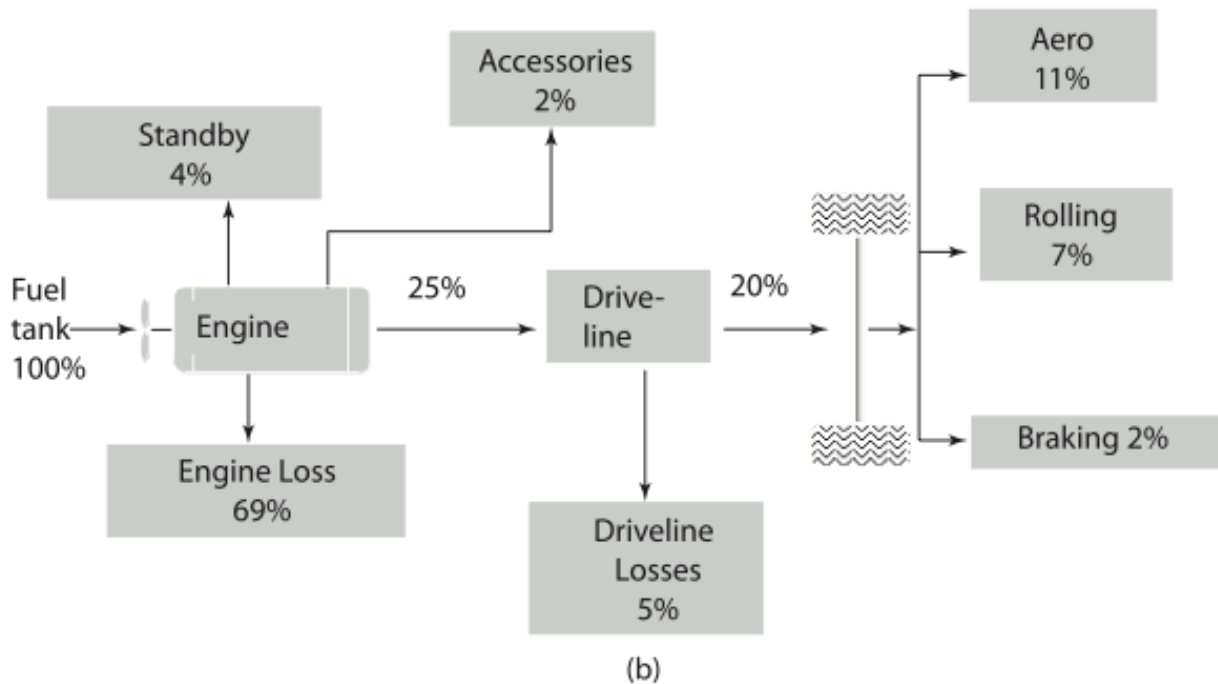 Aero
11%
Accessories
2%
Standby
4%
Rolling
7%
Fuel
tank
100%
Engine
25%
Drive-
line
20%
Braking 2%
Engine Loss
69%
Driveline
Losses
5%
(b)